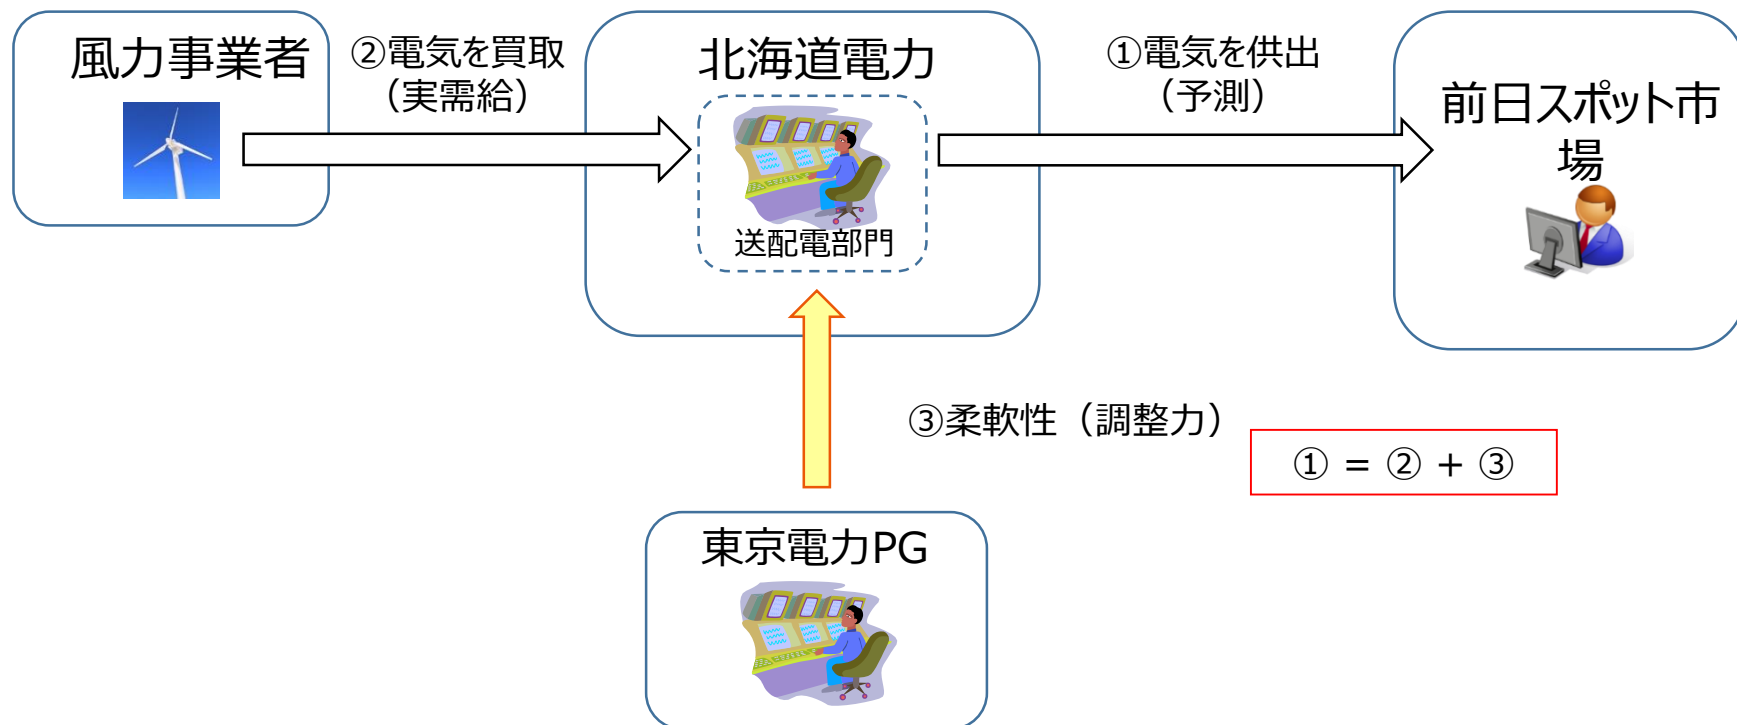 風力事業者
②電気を買取
（実需給）
北海道電力
送配電部門
①電気を供出
（予測）
前日スポット市
場
③柔軟性（調整力）
① = ② + ③
東京電力PG